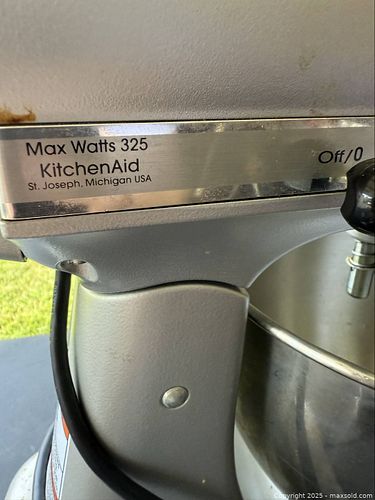 Max Watts 325
KitchenAid
St. Joseph, Michigan USA
Off/0
Copyright 2025 - maxsold.com